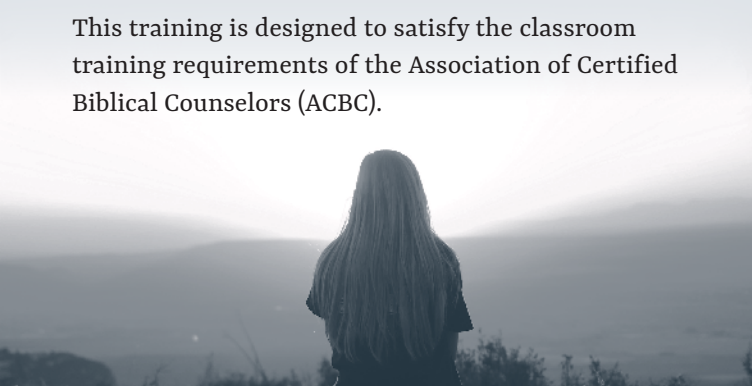 This training is designed to satisfy the classroom
training requirements of the Association of Certified
Biblical Counselors (ACBC).